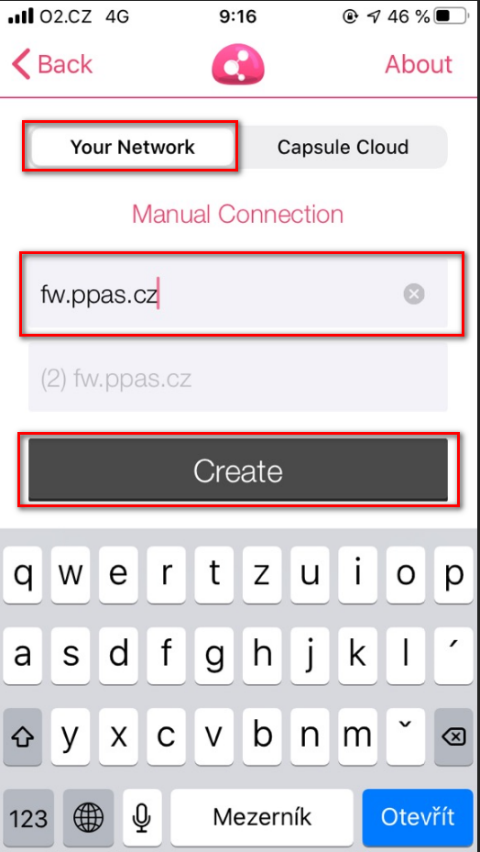 O2.CZ 4G 9:16 46 %
Back About
Your Network Capsule Cloud
Manual Connection
fw.ppas.cz
(2) fw.ppas.cz
Create
q w e r t z u i o p
a s d f g h j k l ´
y x c v b n m ˇ
123 Mezerník Otevřít